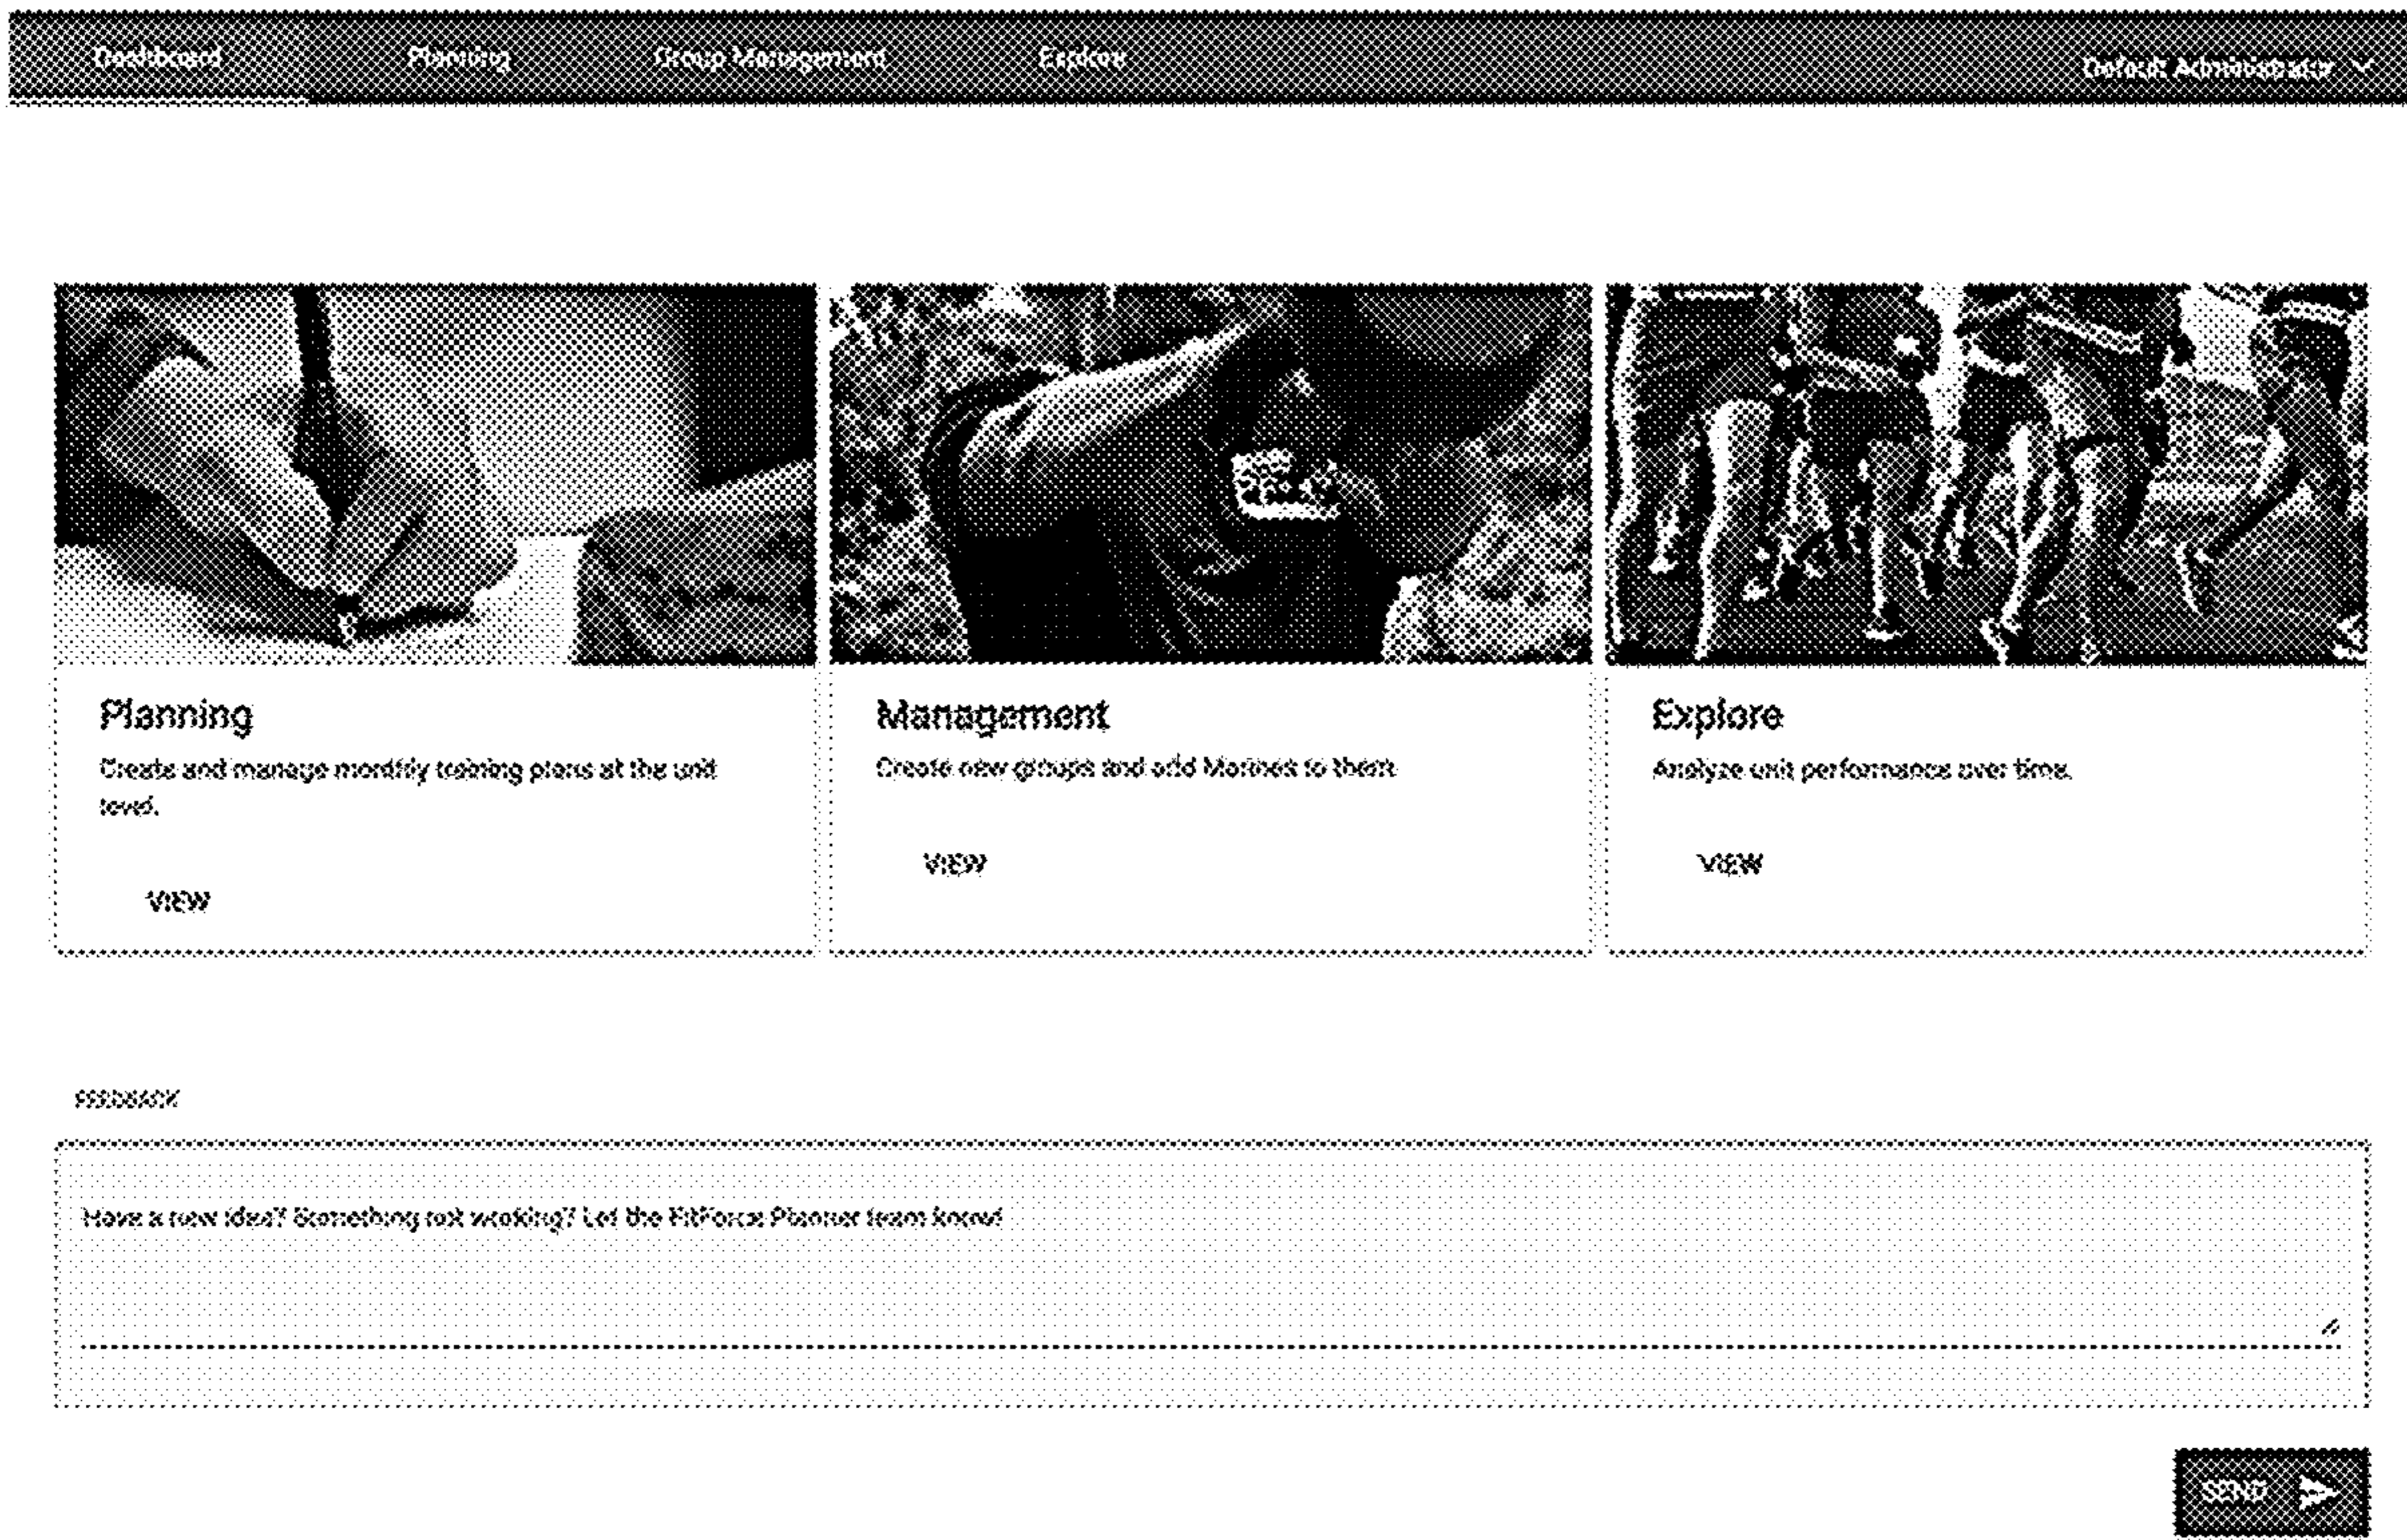 Dashboard Planning Group Management Explore Default Administrator
Planning
Create and manage monthly training plans at the unit
level.
VIEW
Management
Create new groups and add Marines to them.
VIEW
Explore
Analyze unit performance over time.
VIEW
FEEDBACK
Have a new idea? Something not working? Let the FitForce Planner team know!
SEND